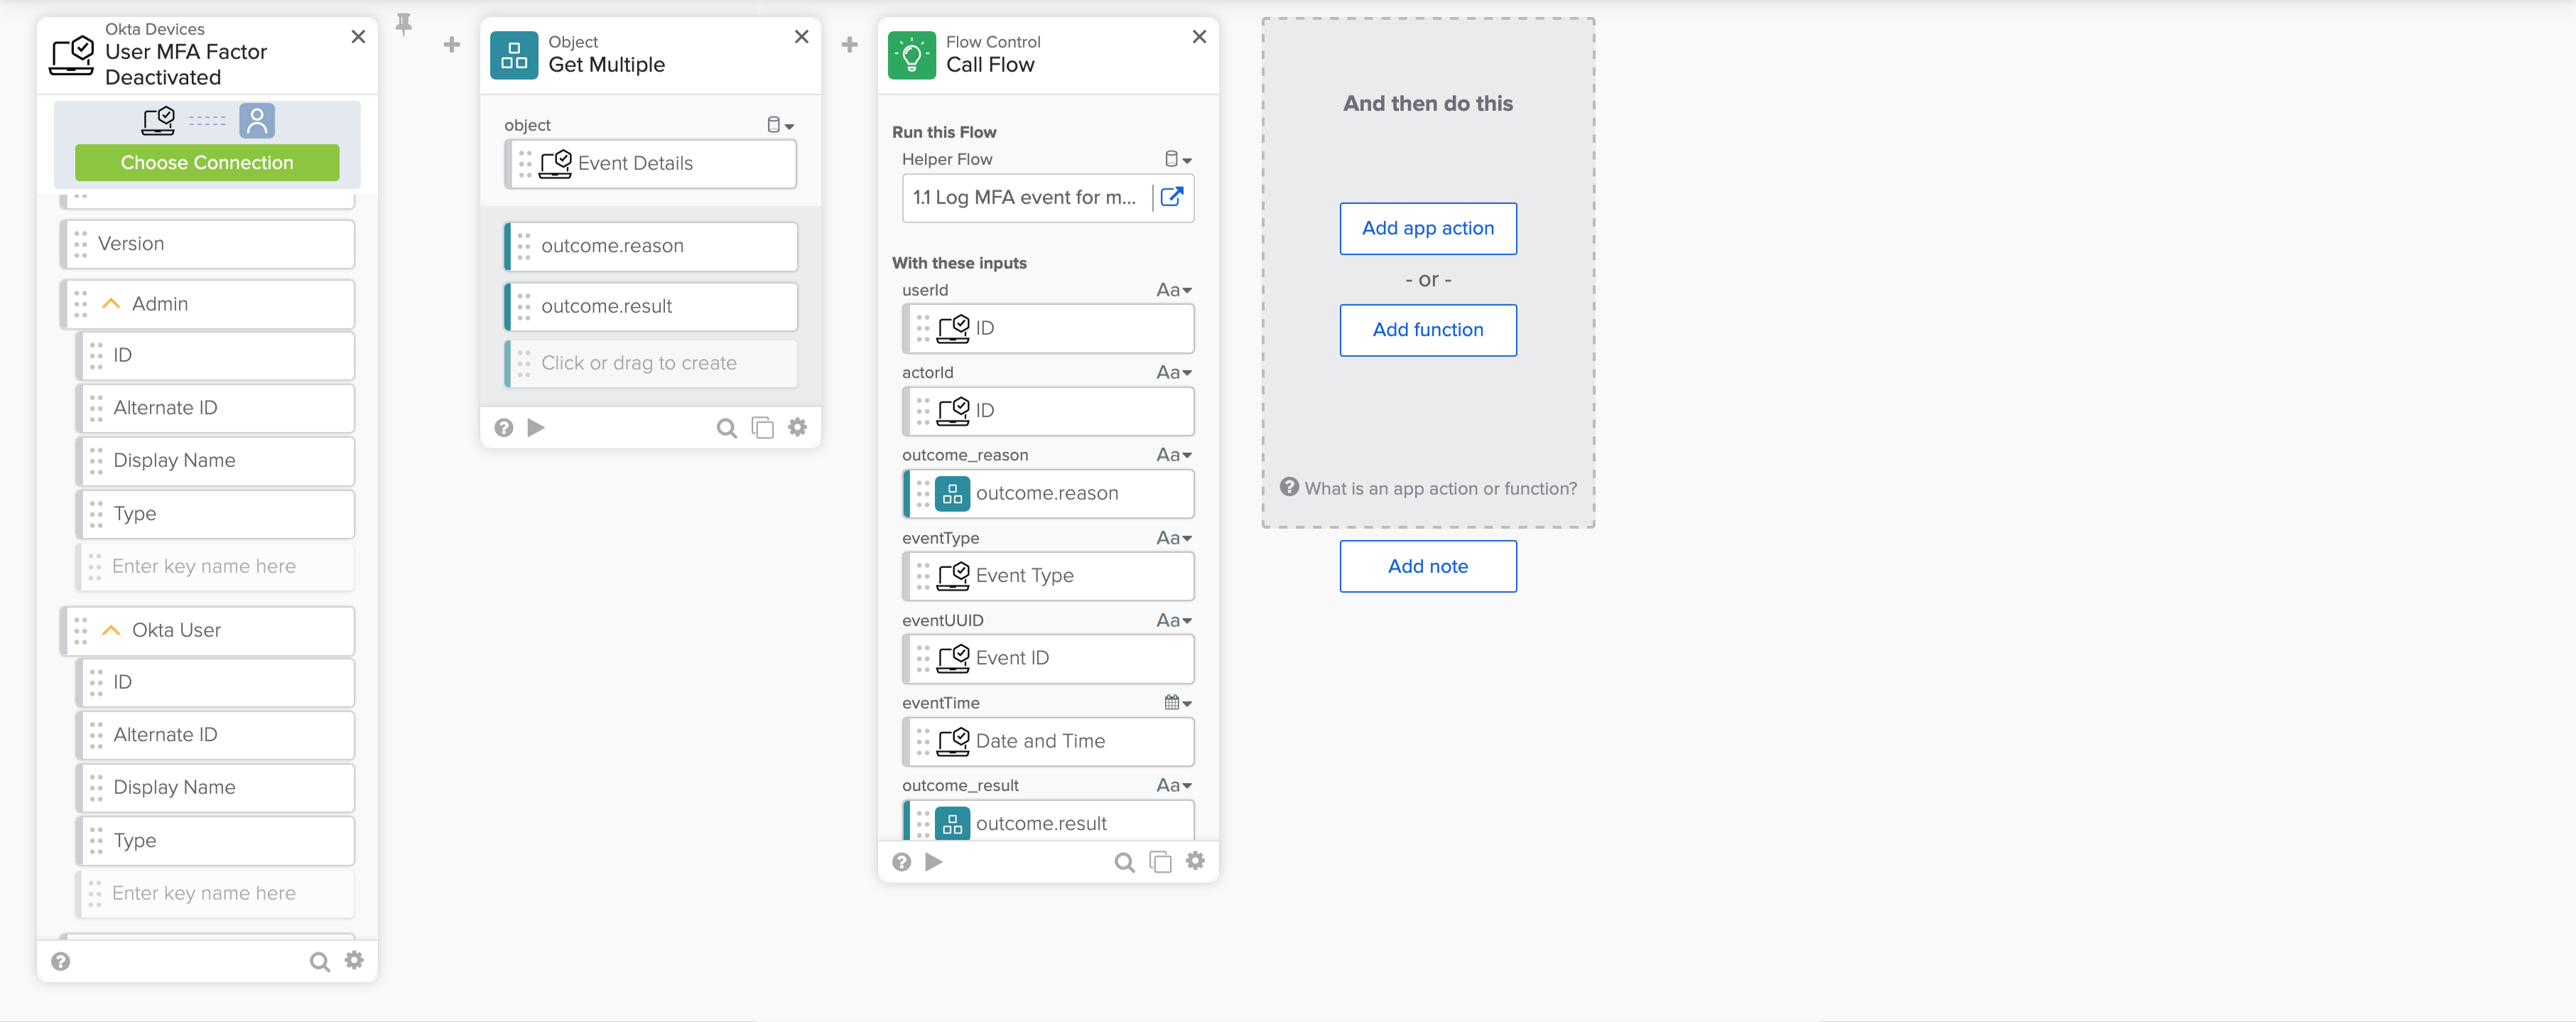 Okta Devices
User MFA Factor
Deactivated
Choose Connection
Version
Admin
ID
Alternate ID
Display Name
Type
Enter key name here
Okta User
ID
Alternate ID
Display Name
Type
Enter key name here
Object
Get Multiple
object
Event Details
outcome.reason
outcome.result
Click or drag to create
Flow Control
Call Flow
Run this Flow
Helper Flow
1.1 Log MFA event for m...
With these inputs
userId Aa
ID
actorId Aa
ID
outcome_reason Aa
outcome.reason
eventType Aa
Event Type
eventUUID Aa
Event ID
eventTime
Date and Time
outcome_result Aa
outcome.result
And then do this
Add app action
- or -
Add function
What is an app action or function?
Add note